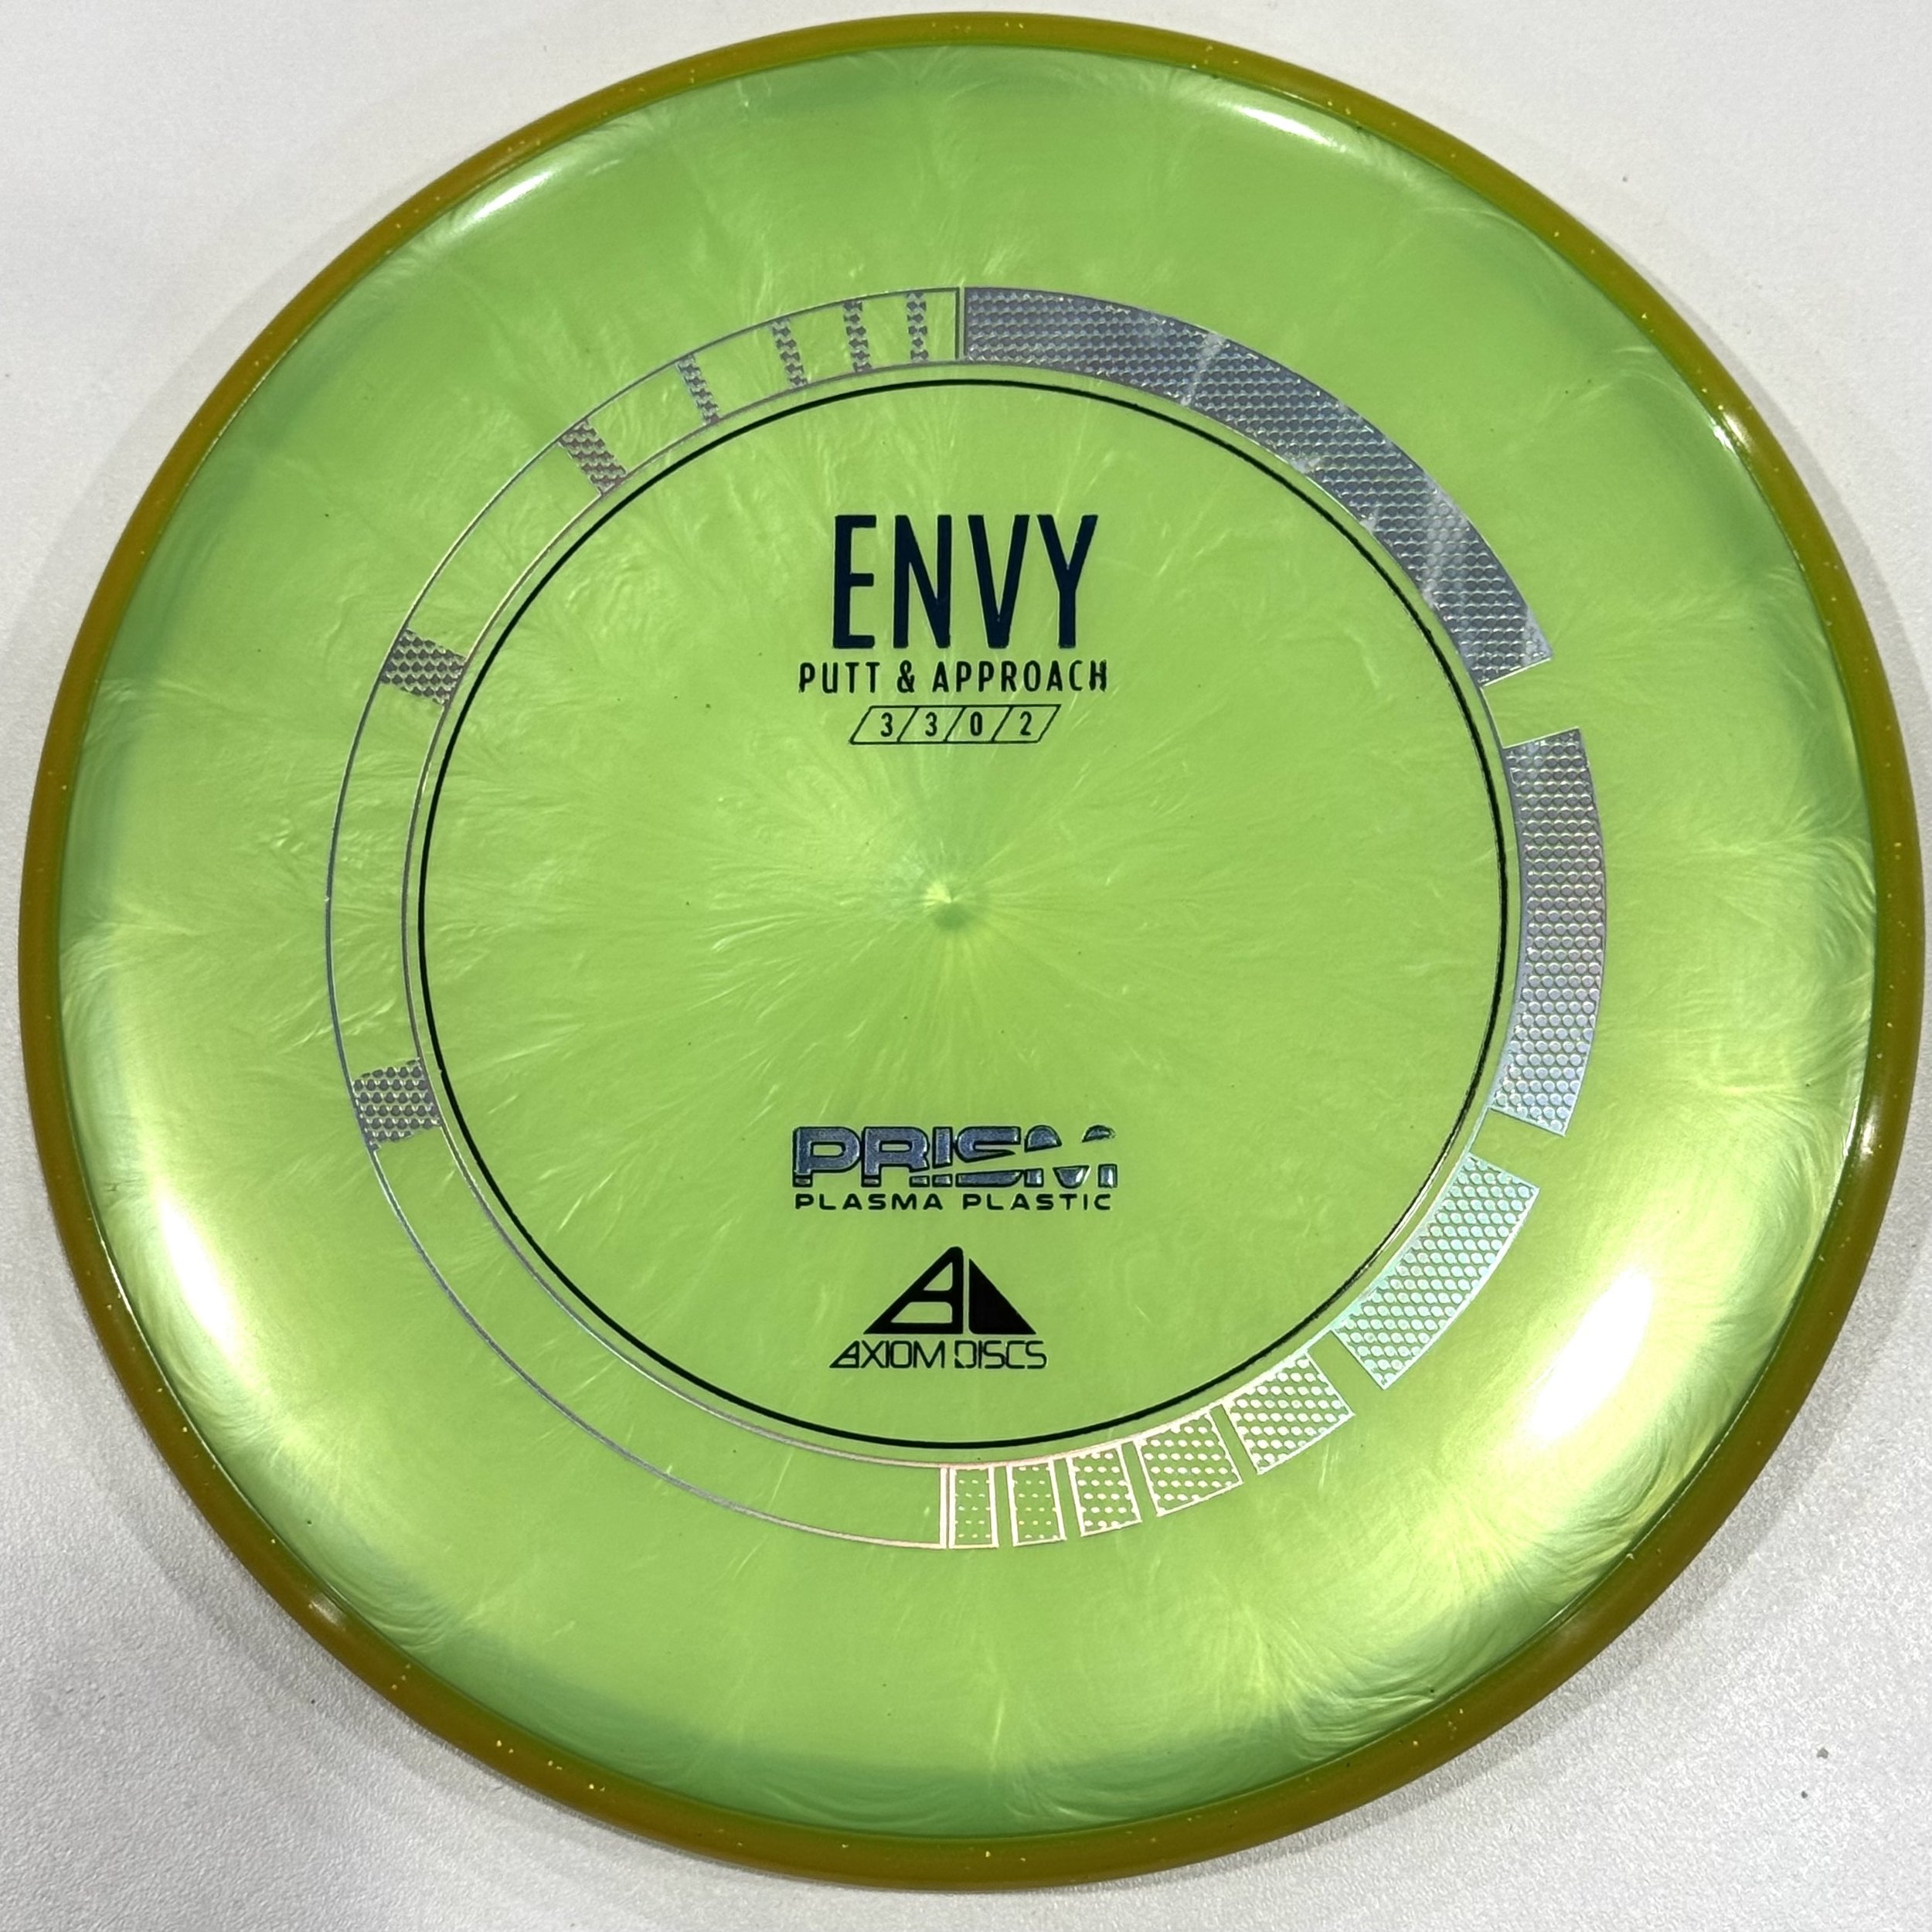 ENVY
PUTT & APPROACH
3/3/0/2
PRISM
PLASMA PLASTIC
AXIOM DISCS